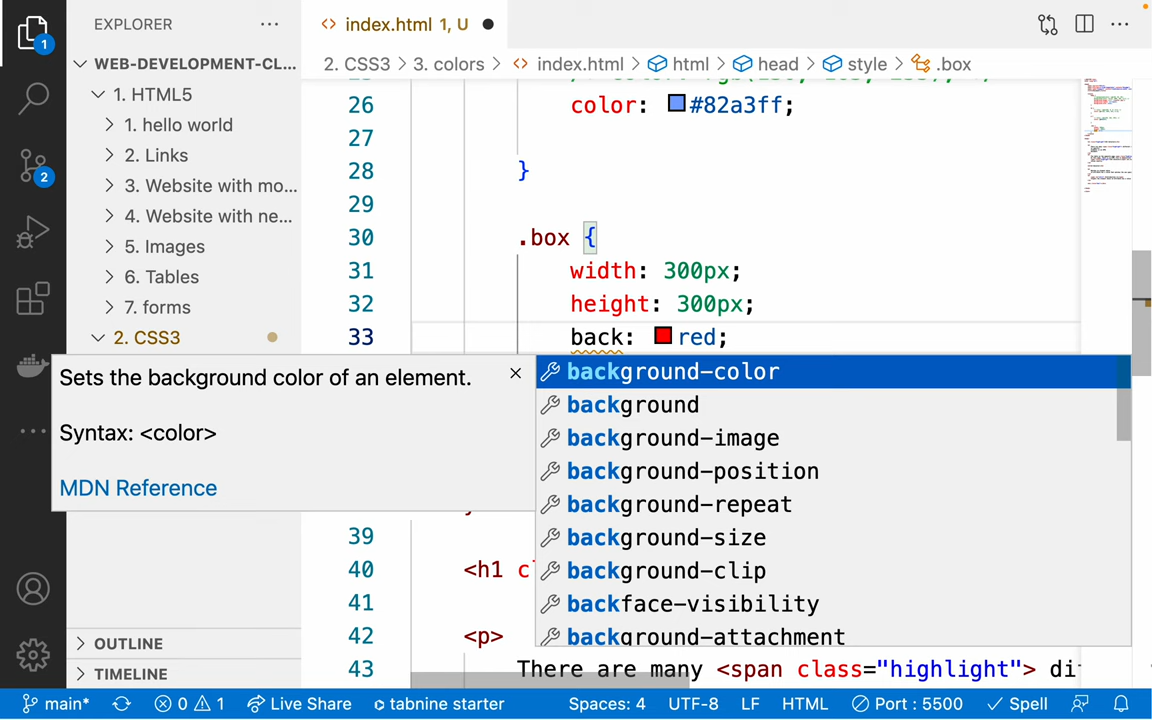 EXPLORER
index.html 1, U
1
WEB-DEVELOPMENT-CL...
2. CSS3 > 3. colors > index.html > html > head > style > .box
1. HTML5
26 color: #82a3ff;
1. hello world
27
2. Links
2
28 }
3. Website with mo...
29
4. Website with ne...
30 .box {
5. Images
31 width: 300px;
6. Tables
32 height: 300px;
7. forms
33 back: red;
2. CSS3
Sets the background color of an element.
Syntax: <color>
MDN Reference
background-color
background
background-image
background-position
background-repeat
background-size
background-clip
backface-visibility
background-attachment
39
40 <h1
41
42 <p>
43 There are many <span class="highlight"> di
OUTLINE
TIMELINE
main* 0 1 Live Share tabnine starter Spaces: 4 UTF-8 LF HTML Port : 5500 Spell